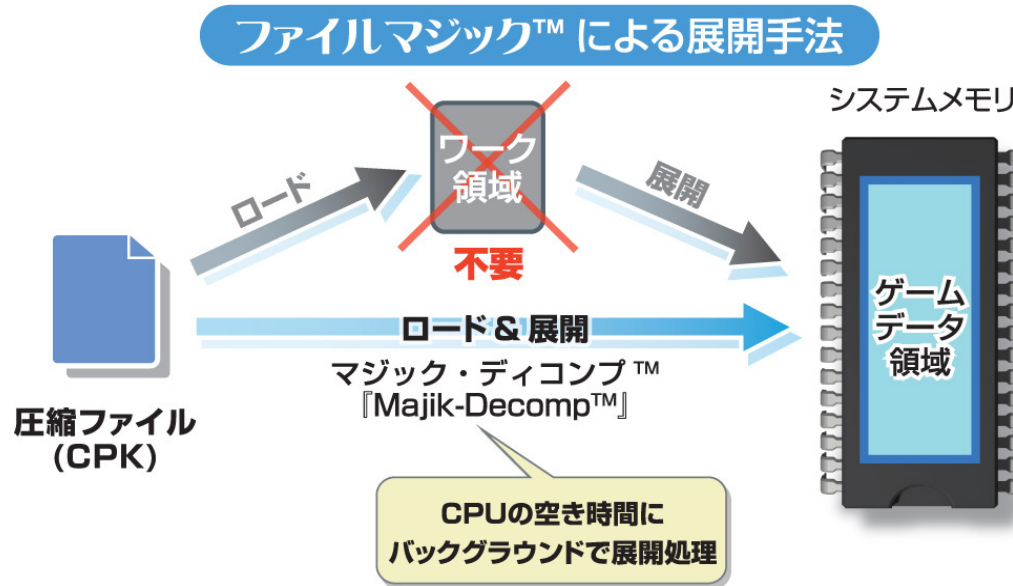 ファイルマジック™ による展開手法
システムメモリ
ロード
ワーク
領域
展開
不要
ロード & 展開
マジック・ディコンプ™
『Majik-Decomp™』
圧縮ファイル
(CPK)
ゲーム
データ
領域
CPUの空き時間に
バックグラウンドで展開処理